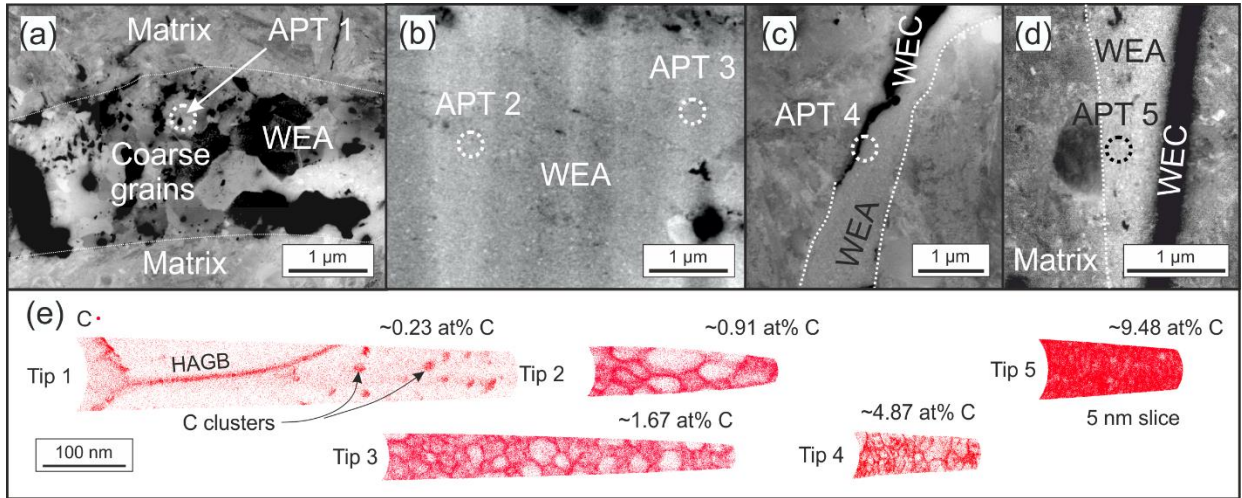 (a)
Matrix
APT 1
WEA
Coarse
grains
Matrix
1 µm
(b)
APT 3
APT 2
WEA
1 µm
(c)
WEC
APT 4
WEA
1 µm
(d)
WEA
APT 5
WEC
Matrix
1 µm
(e)
C
~0.23 at% C
~0.91 at% C
~9.48 at% C
HAGB
Tip 1
Tip 2
Tip 5
C clusters
~1.67 at% C
~4.87 at% C
5 nm slice
100 nm
Tip 3
Tip 4